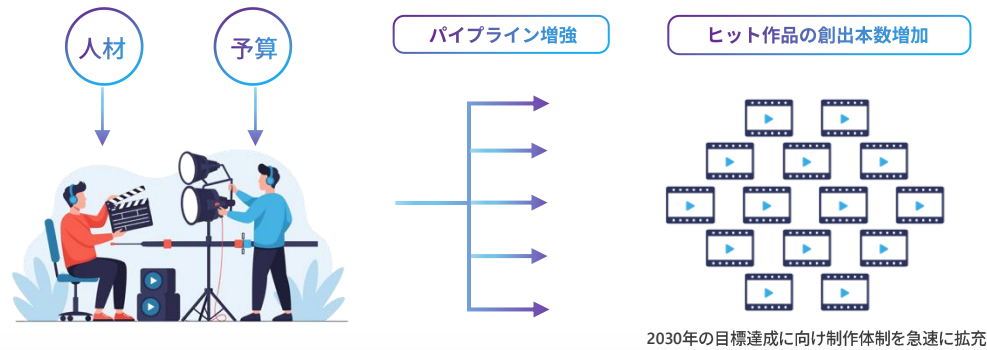 人材
予算
パイプライン増強
ヒット作品の創出本数増加
2030年の目標達成に向け制作体制を急速に拡充